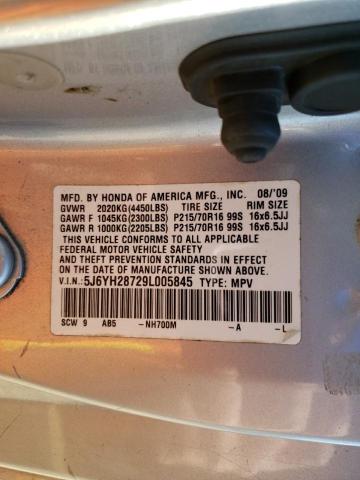 MFD. BY HONDA OF AMERICA MFG., INC. 08/'09
GVWR 2020KG(4450LBS) TIRE SIZE RIM SIZE
GAWR F 1045KG(2300LBS) P215/70R16 99S 16x6.5JJ
GAWR R 1000KG(2205LBS) P215/70R16 99S 16x6.5JJ
THIS VEHICLE CONFORMS TO ALL APPLICABLE
FEDERAL MOTOR VEHICLE SAFETY
AND THEFT PREVENTION STANDARDS IN EFFECT ON
THE DATE OF MANUFACTURE SHOWN ABOVE.
V.I.N.: 5J6YH28729L005845 TYPE: MPV
SCW 9 AB5 -NH700M -A -L